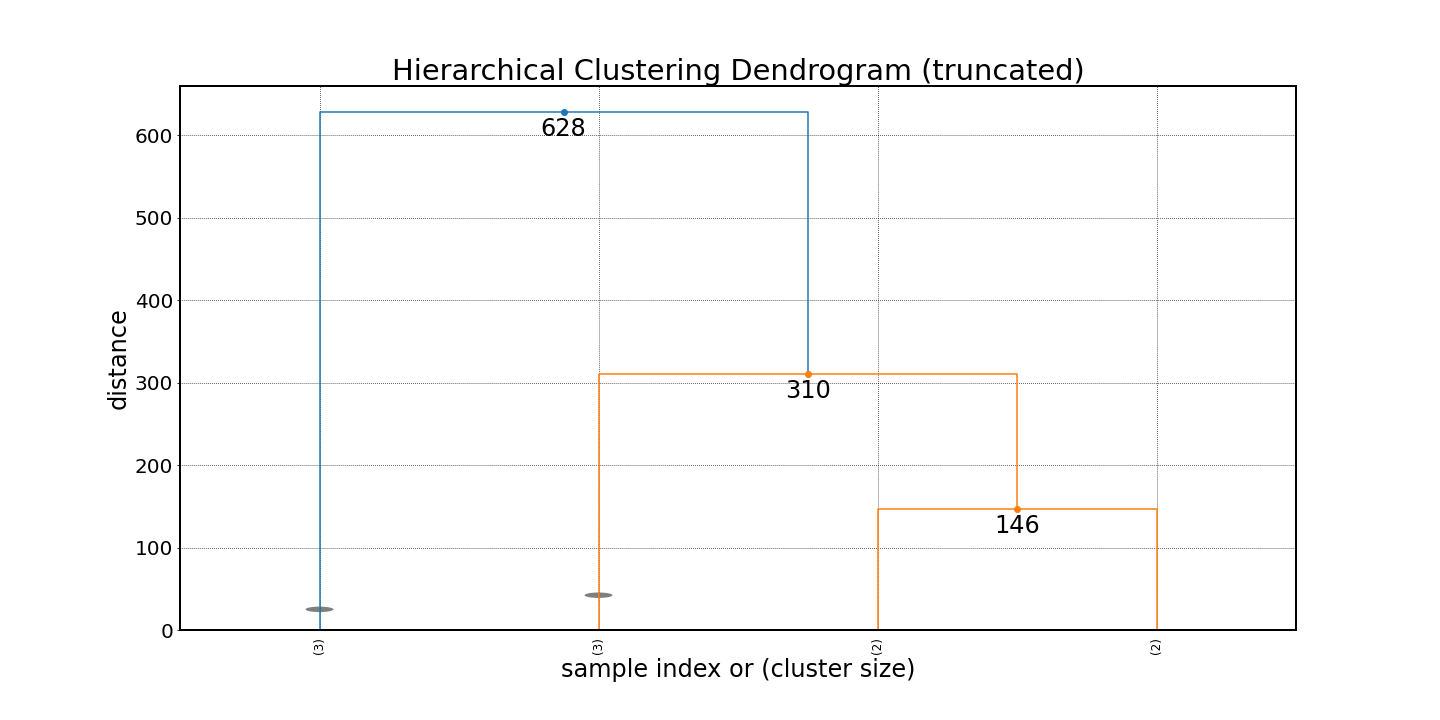 Hierarchical Clustering Dendrogram (truncated)
628
600
500
400
310
300
200
146
100
0
distance
(3) (3) (2) (2)
sample index or (cluster size)